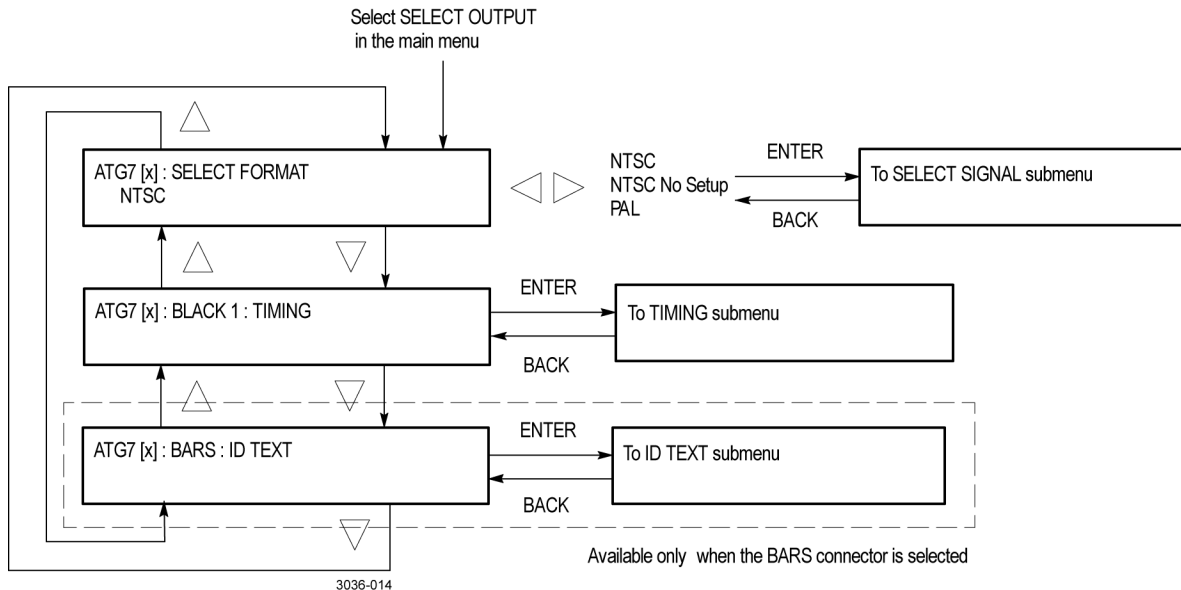 Select SELECT OUTPUT
in the main menu
ATG7 [x] : SELECT FORMAT
NTSC
NTSC
NTSC No Setup
PAL
ENTER
BACK
To SELECT SIGNAL submenu
ATG7 [x] : BLACK 1 : TIMING
ENTER
BACK
To TIMING submenu
ATG7 [x] : BARS : ID TEXT
ENTER
BACK
To ID TEXT submenu
Available only when the BARS connector is selected
3036-014